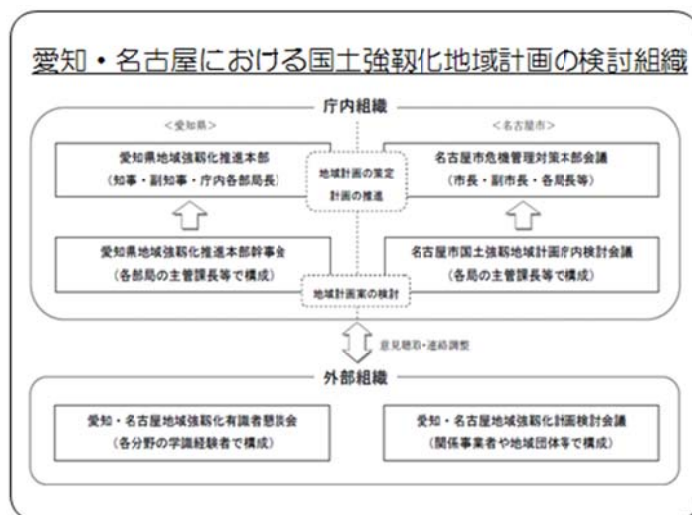 愛知・名古屋における国土強靱化地域計画の検討組織
庁内組織
<愛知県>
<名古屋市>
愛知県地域強靱化推進本部
(知事・副知事・庁内各部局長)
地域計画の策定
計画の推進
名古屋市危機管理対策本部会議
(市長・副市長・各局長等)
愛知県地域強靱化推進本部幹事会
(各部局の主管課長等で構成)
名古屋市国土強靱地域計画庁内検討会議
(各局の主管課長等で構成)
地域計画案の検討
意見聴取・連絡調整
外部組織
愛知・名古屋地域強靱化有識者懇談会
(各分野の学識経験者で構成)
愛知・名古屋地域強靱化計画検討会議
(関係事業者や地域団体等で構成)